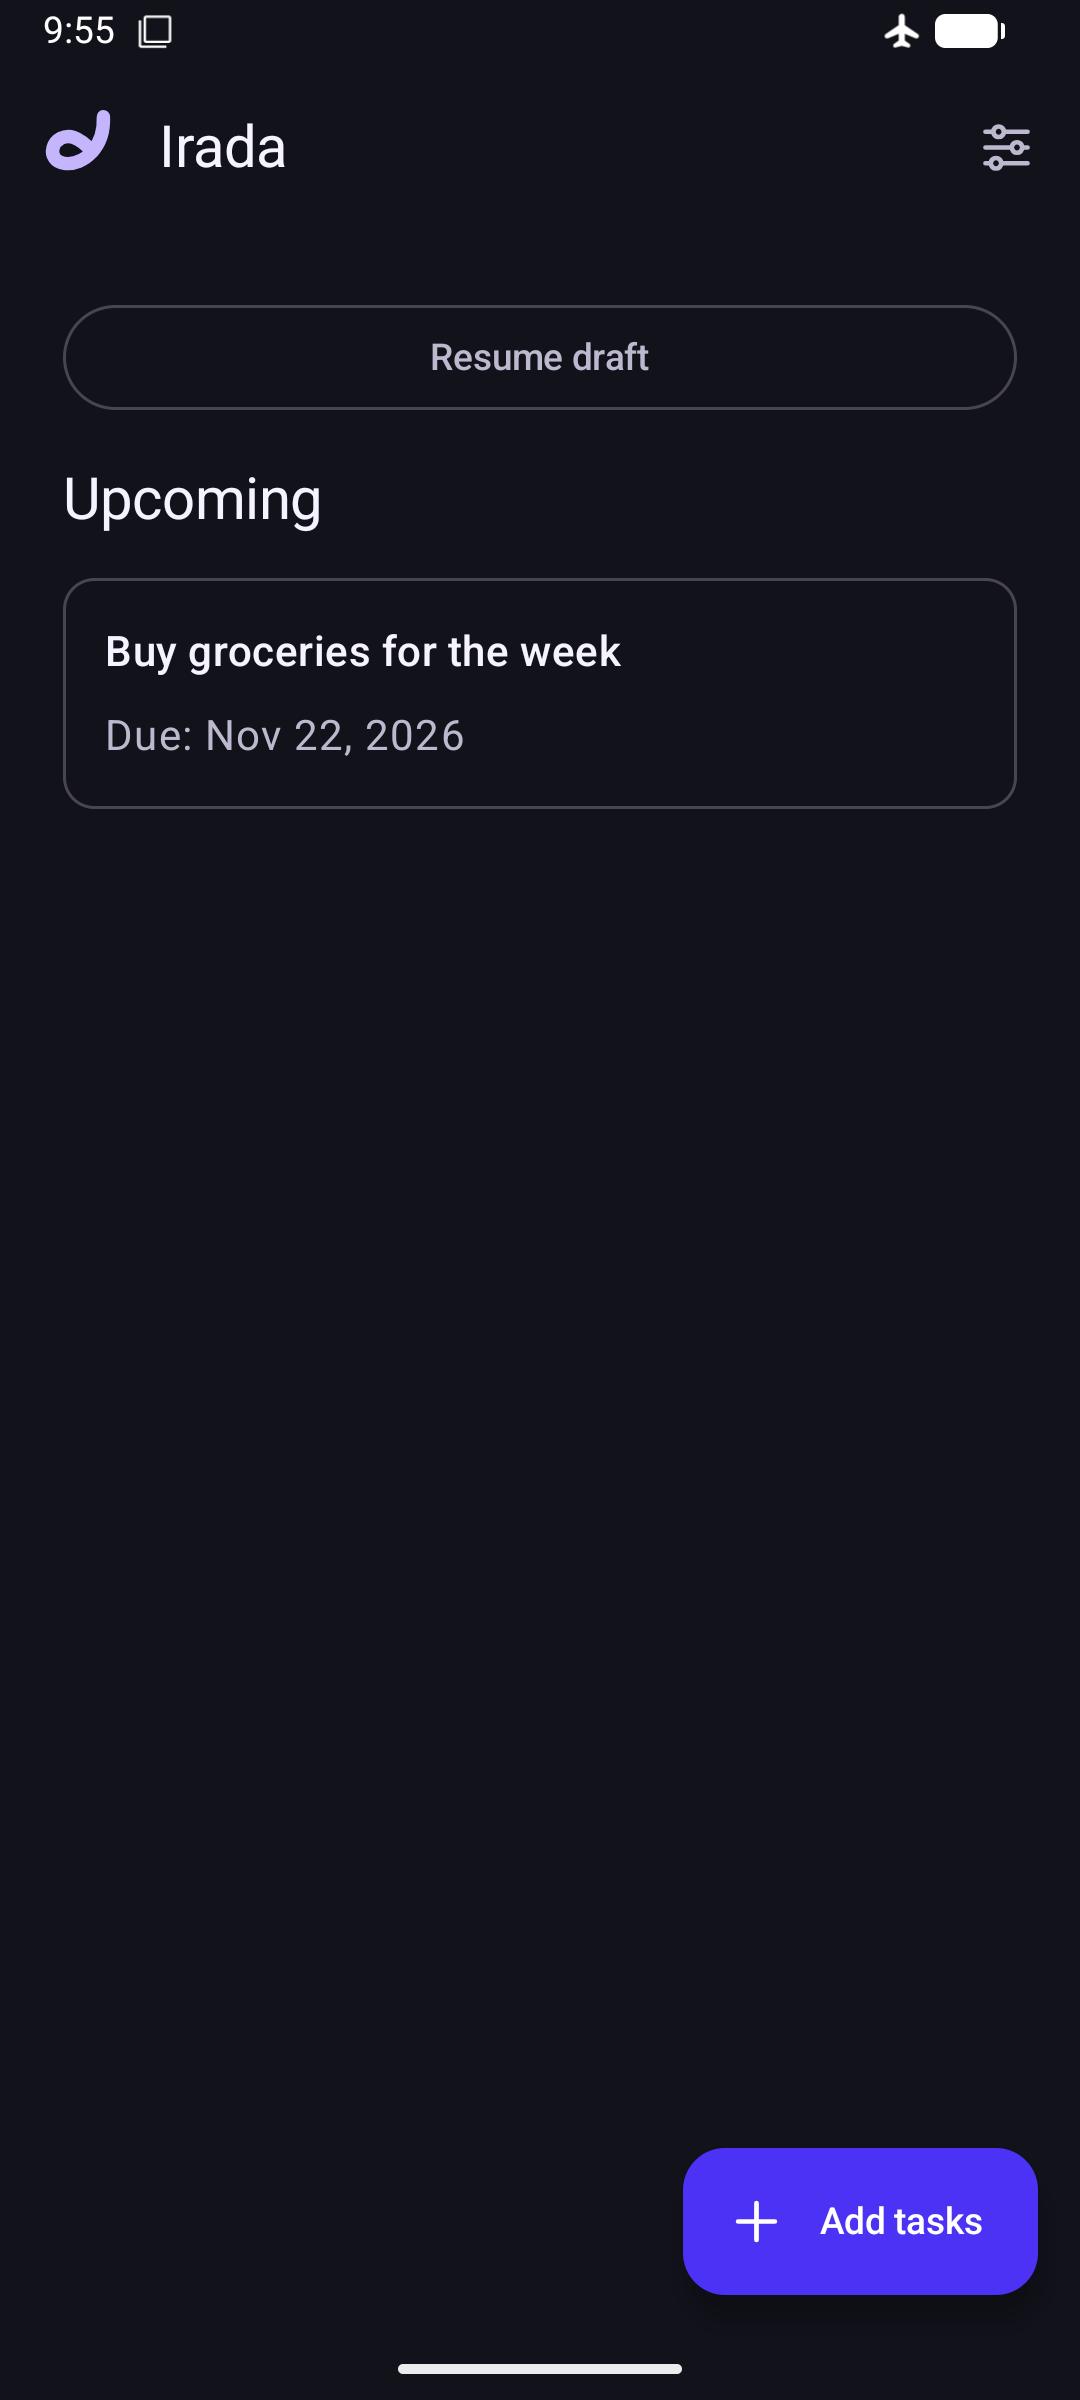 9:55
Irada
Resume draft
Upcoming
Buy groceries for the week
Due: Nov 22, 2026
Add tasks